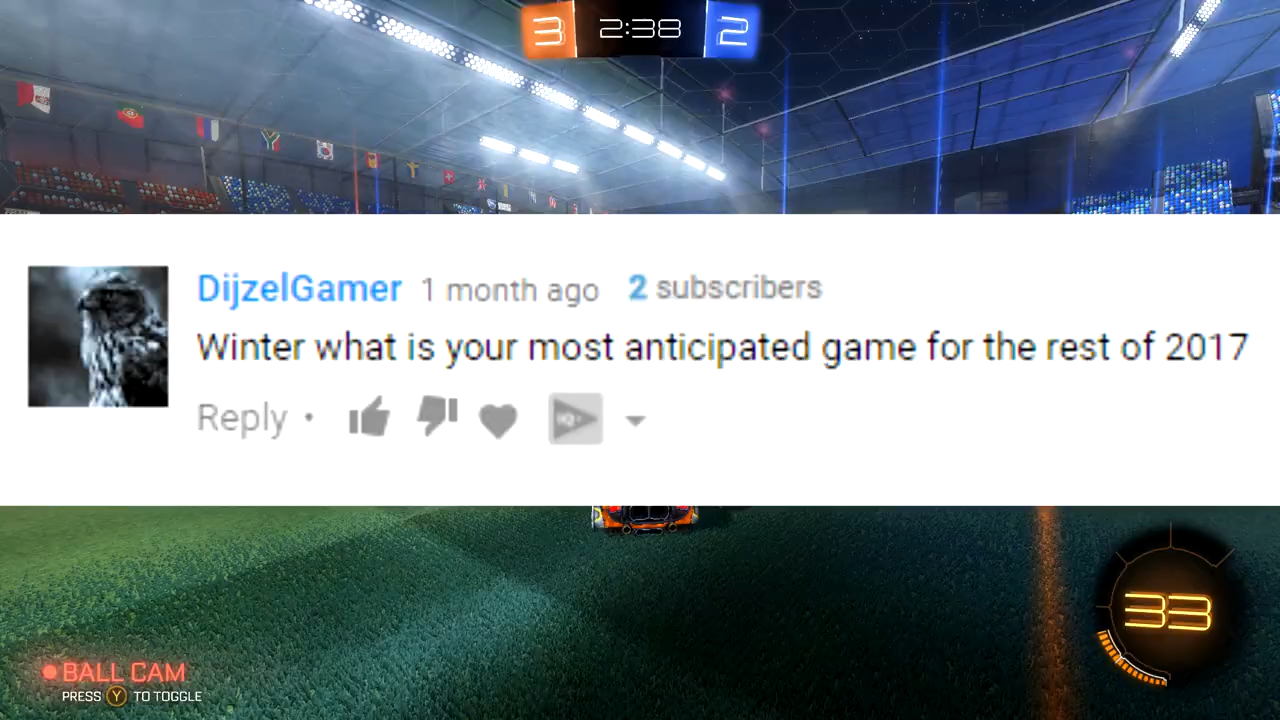 3 2:38 2
DijzelGamer 1 month ago 2 subscribers
Winter what is your most anticipated game for the rest of 2017
Reply •
33
BALL CAM
PRESS Y TO TOGGLE